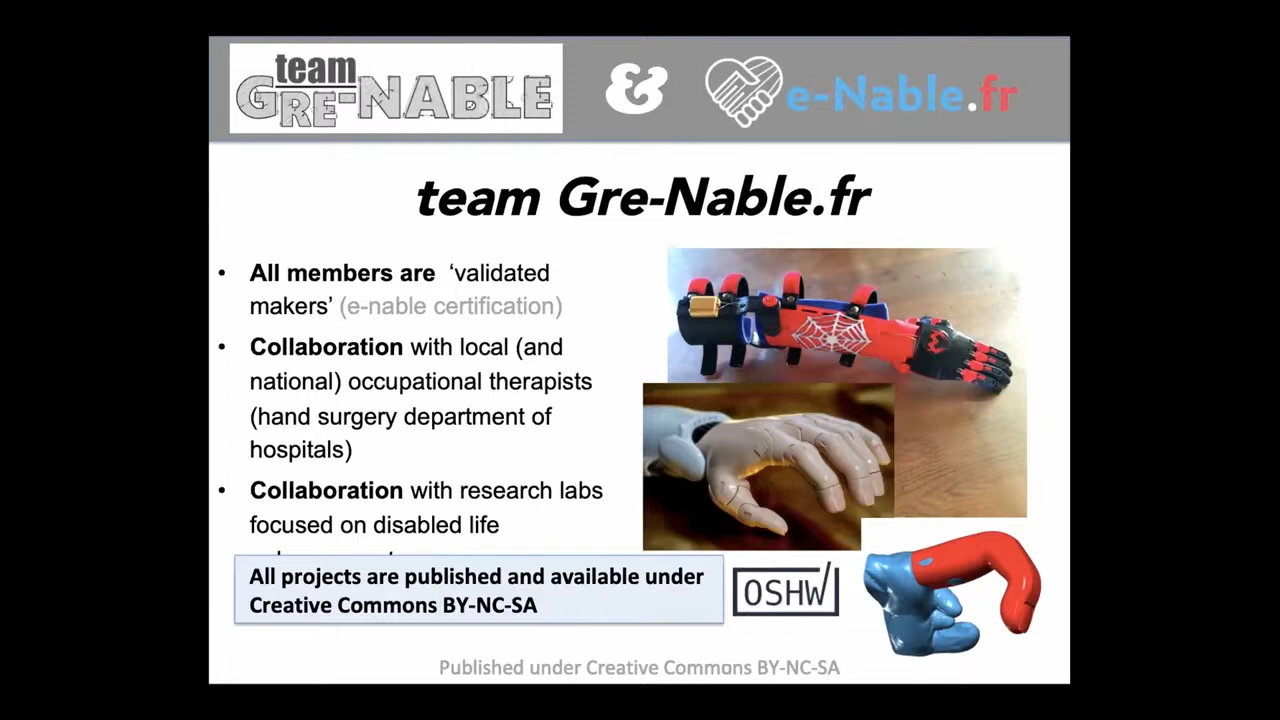 team
GRE-NABLE
&
e-Nable.fr
team Gre-Nable.fr
• All members are ‘validated
makers’ (e-nable certification)
• Collaboration with local (and
national) occupational therapists
(hand surgery department of
hospitals)
• Collaboration with research labs
focused on disabled life
All projects are published and available under
Creative Commons BY-NC-SA
OSHW
Published under Creative Commons BY-NC-SA